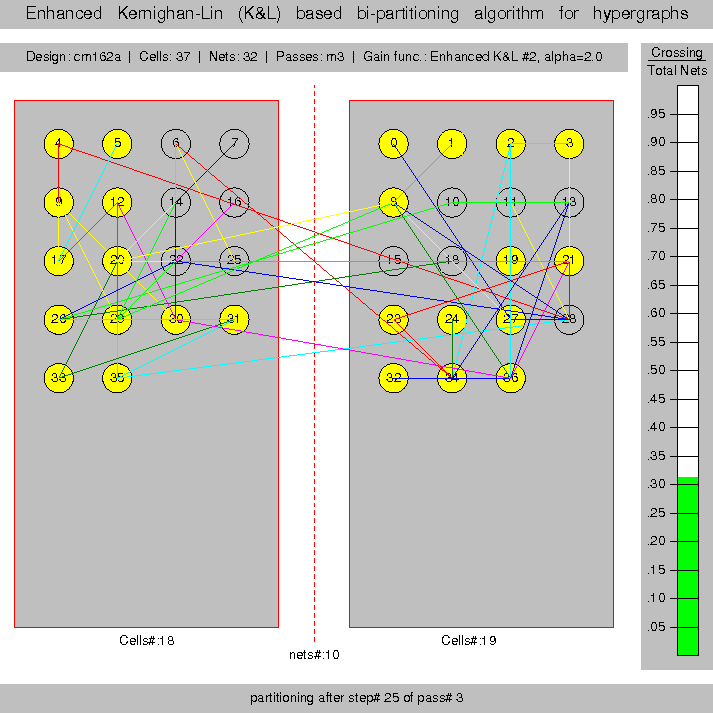 Enhanced Kernighan-Lin (K&L) based bi-partitioning algorithm for hypergraphs
Design: cm162a | Cells: 37 | Nets: 32 | Passes: m3 | Gain func.: Enhanced K&L #2, alpha=2.0
Crossing
Total Nets
4 5 6 7 0 1 2 3
9 12 14 16 8 10 11 13
17 20 22 25 15 18 19 21
26 29 30 31 23 24 27 28
33 35 32 34 36
.95
.90
.85
.80
.75
.70
.65
.60
.55
.50
.45
.40
.35
.30
.25
.20
.15
.10
.05
Cells#:18
Cells#:19
nets#:10
partitioning after step# 25 of pass# 3